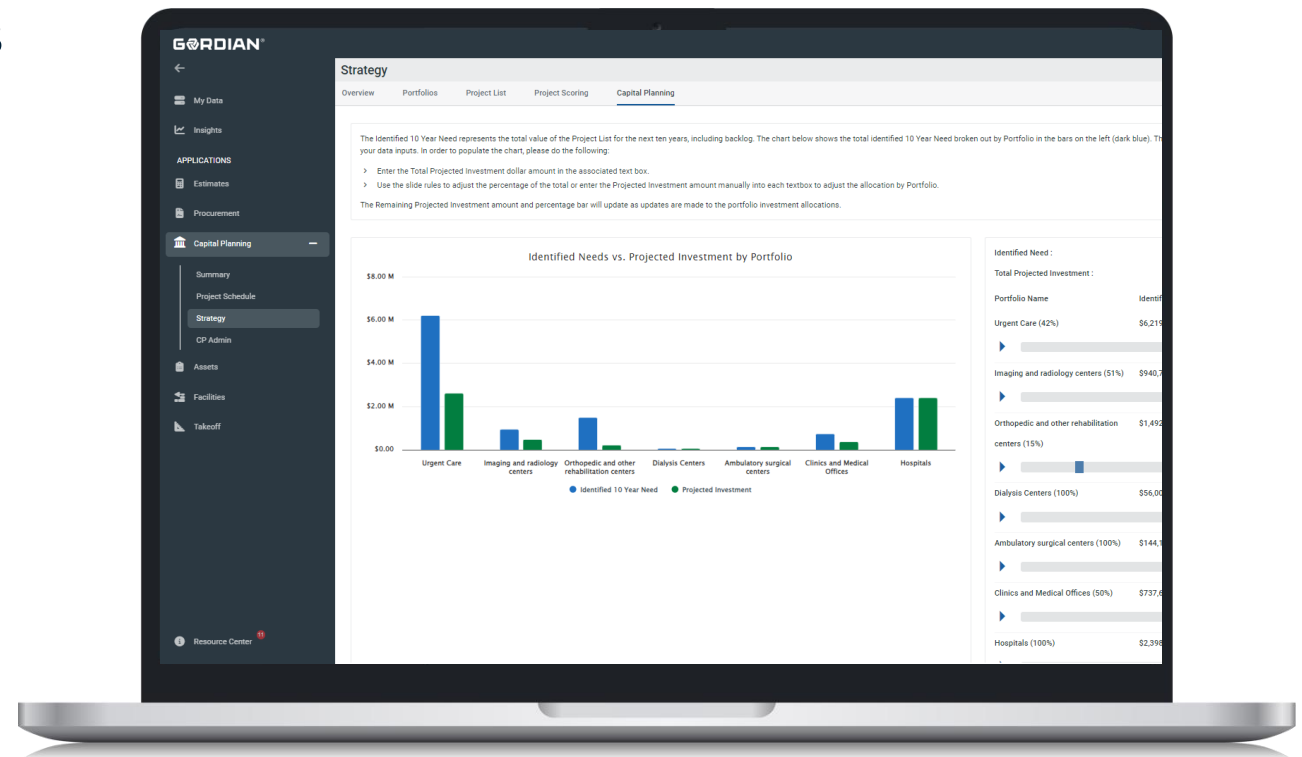 GORDIAN®
My Data
Insights
APPLICATIONS
Estimates
Procurement
Capital Planning
Summary
Project Schedule
Strategy
CP Admin
Assets
Facilities
Takeoff
Resource Center
11
Strategy
Overview Portfolios Project List Project Scoring Capital Planning
The Identified 10 Year Need represents the total value of the Project List for the next ten years, including backlog. The chart below shows the total identified 10 Year Need broken out by Portfolio in the bars on the left (dark blue). Th
your data inputs. In order to populate the chart, please do the following:
> Enter the Total Projected Investment dollar amount in the associated text box.
> Use the slide rules to adjust the percentage of the total or enter the Projected Investment amount manually into each textbox to adjust the allocation by Portfolio.
The Remaining Projected Investment amount and percentage bar will update as updates are made to the portfolio investment allocations.
Identified Needs vs. Projected Investment by Portfolio
$8.00 M
$6.00 M
$4.00 M
$2.00 M
$0.00
Urgent Care
Imaging and radiology
centers
Orthopedic and other
rehabilitation centers
Dialysis Centers
Ambulatory surgical
centers
Clinics and Medical
Offices
Hospitals
Identified 10 Year Need Projected Investment
Identified Need :
Total Projected Investment :
Portfolio Name Identif
Urgent Care (42%) $6,219
Imaging and radiology centers (51%) $940,7
Orthopedic and other rehabilitation $1,492
centers (15%)
Dialysis Centers (100%) $56,00
Ambulatory surgical centers (100%) $144,1
Clinics and Medical Offices (50%) $737,6
Hospitals (100%) $2,398